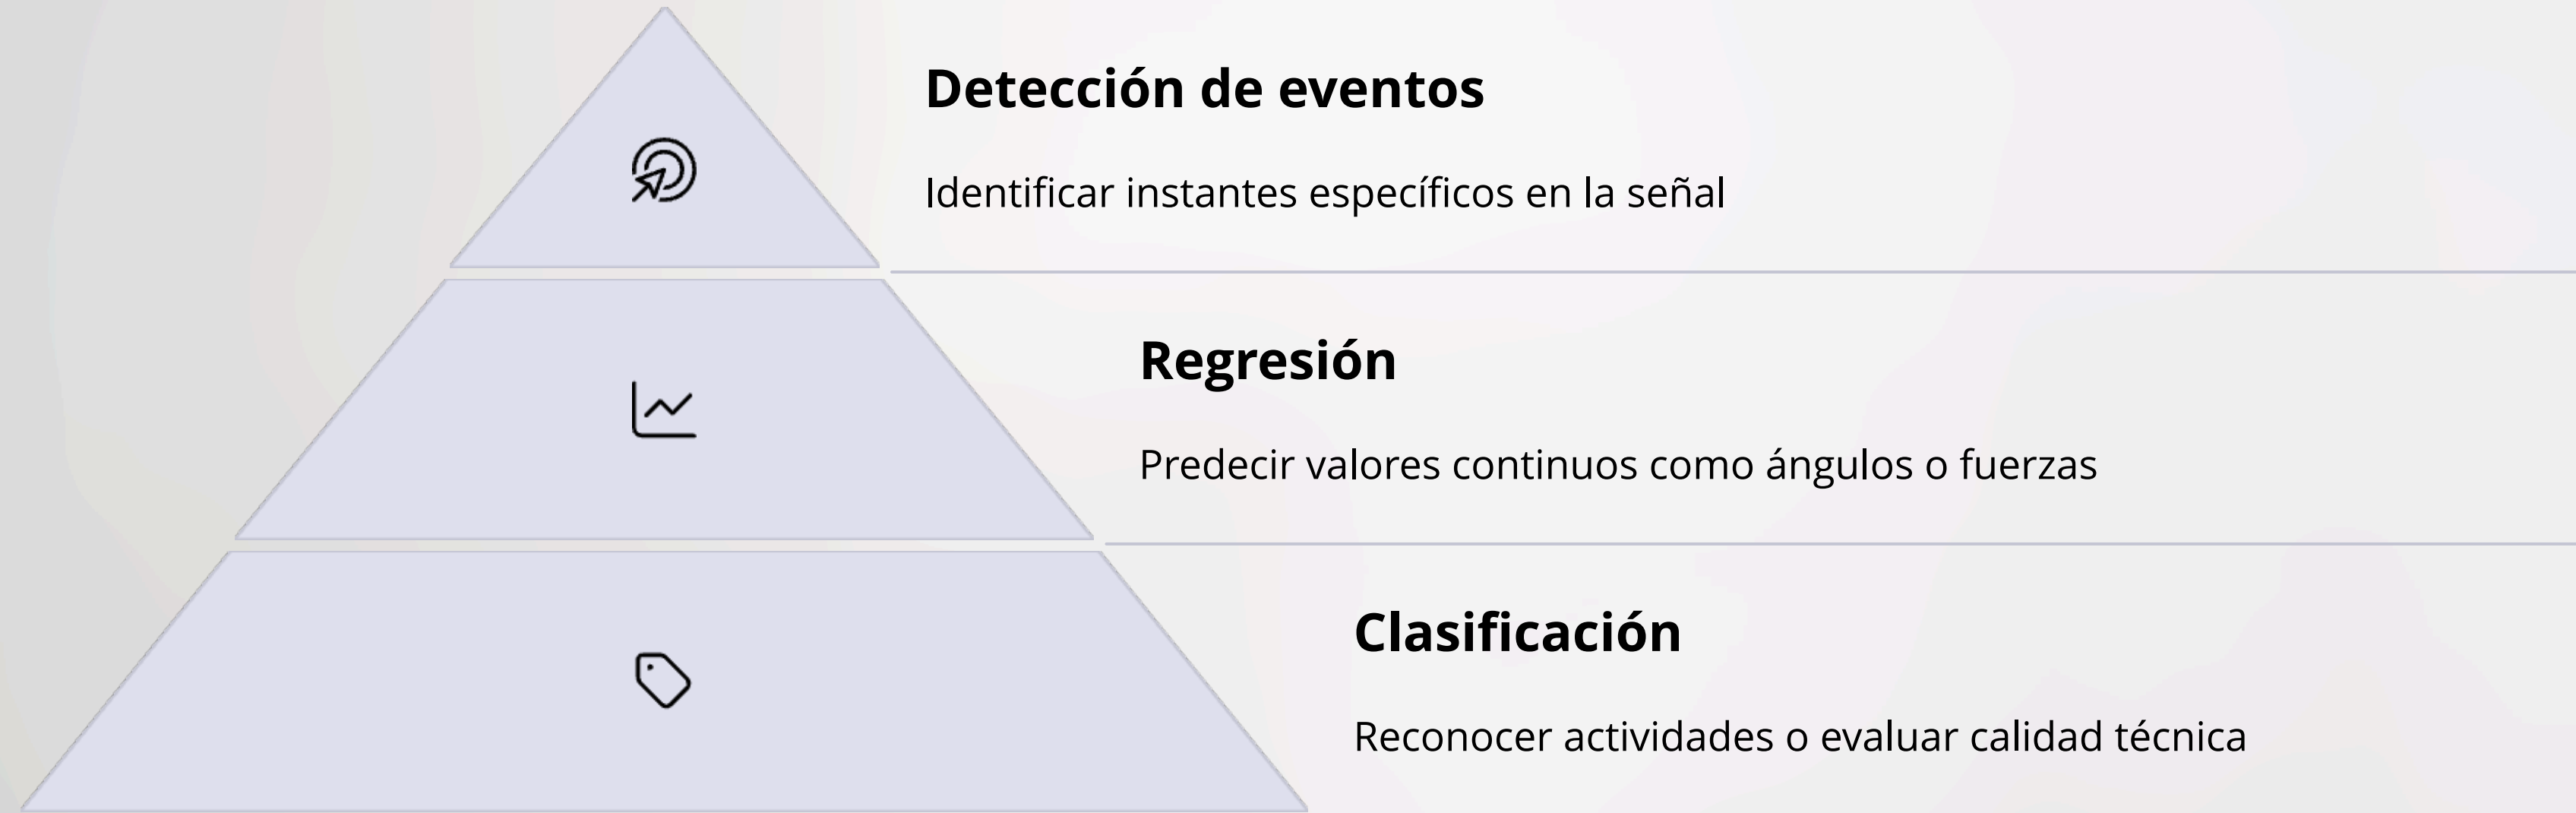 Detección de eventos
Identificar instantes específicos en la señal
Regresión
Predecir valores continuos como ángulos o fuerzas
Clasificación
Reconocer actividades o evaluar calidad técnica